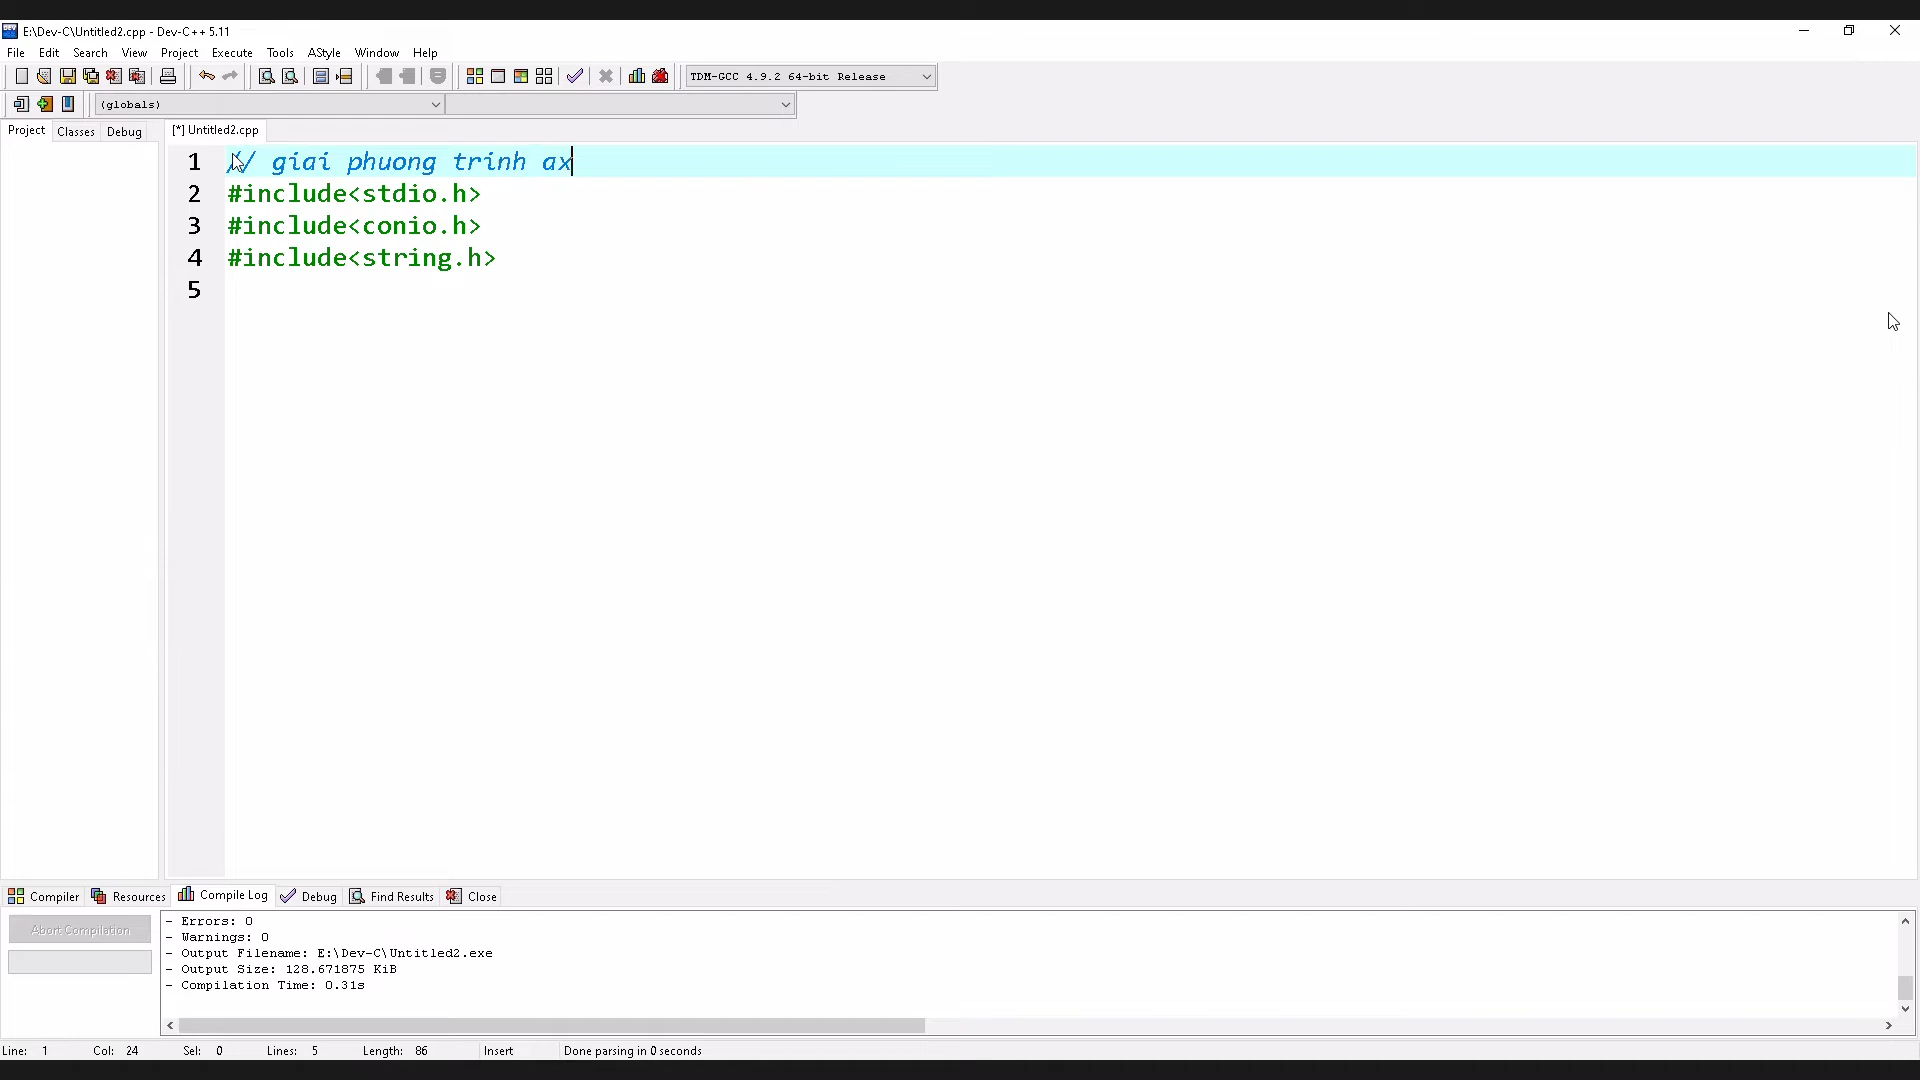 E:\Dev-C\Untitled2.cpp - Dev-C++ 5.11
File Edit Search View Project Execute Tools AStyle Window Help
TDM-GCC 4.9.2 64-bit Release
(globals)
Project Classes Debug
[*] Untitled2.cpp
1 // giai phuong trinh ax
2 #include<stdio.h>
3 #include<conio.h>
4 #include<string.h>
5
Compiler Resources Compile Log Debug Find Results Close
Abort Compilation
- Errors: 0
- Warnings: 0
- Output Filename: E:\Dev-C\Untitled2.exe
- Output Size: 128.671875 KiB
- Compilation Time: 0.31s
Line: 1 Col: 24 Sel: 0 Lines: 5 Length: 86 Insert Done parsing in 0 seconds